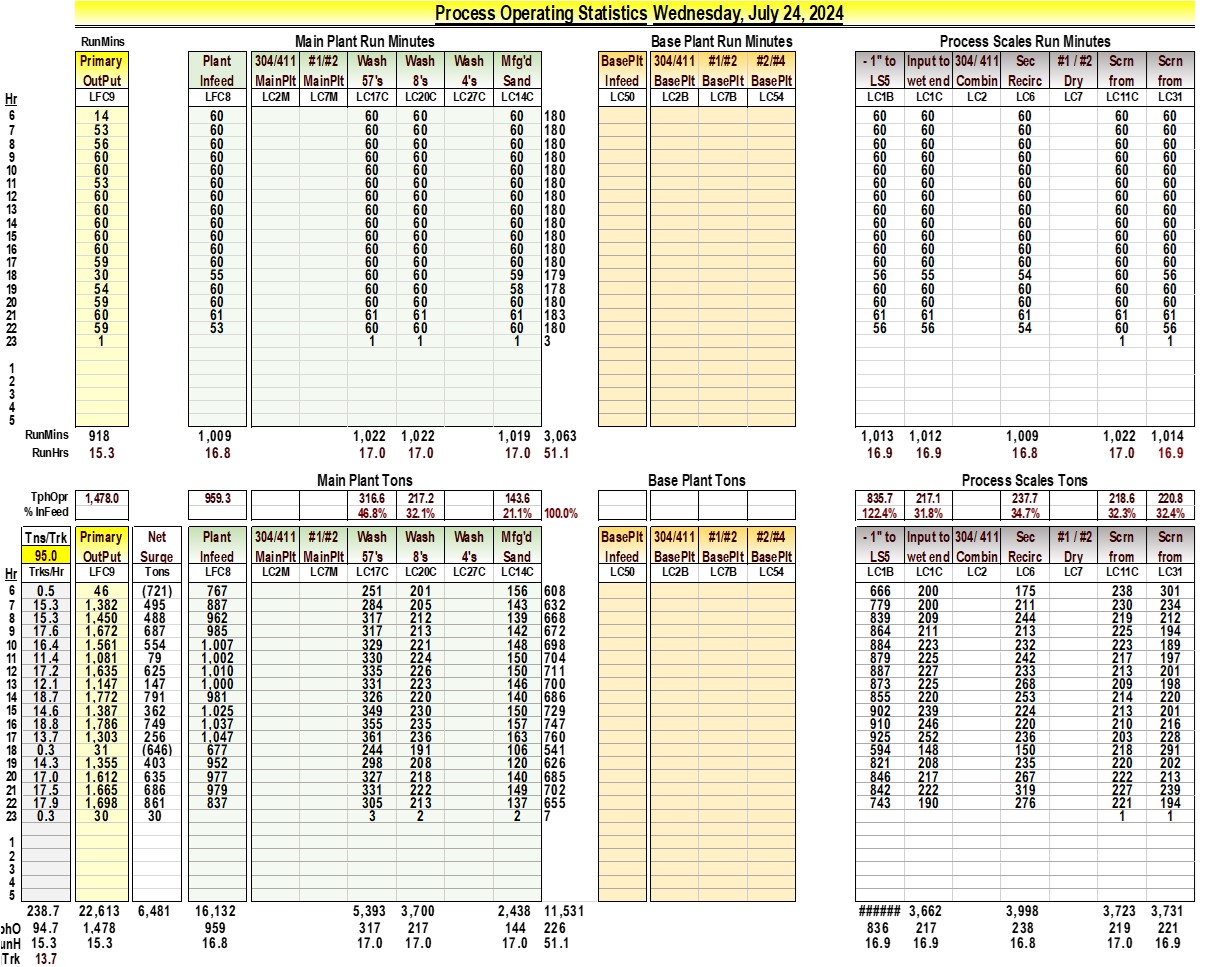 Process Operating Statistics Wednesday, July 24, 2024
RunMins Main Plant Run Minutes Base Plant Run Minutes Process Scales Run Minutes
Primary Plant 304/411 #1/#2 Wash Wash Wash Mfg'd BasePlt 304/411 #1/#2 #2/#4 - 1" to Input to 304/ 411 Sec #1 / #2 Scrn Scrn
OutPut Infeed MainPlt MainPlt 57's 8's 4's Sand Infeed BasePlt BasePlt BasePlt LS5 wet end Combin Recirc Dry from from
Hr LFC9 LFC8 LC2M LC7M LC17C LC20C LC27C LC14C LC50 LC2B LC7B LC54 LC1B LC1C LC2 LC6 LC7 LC11C LC31
6 14 60 60 60 60 180 60 60 60 60 60
7 53 60 60 60 60 180 60 60 60 60 60
8 56 60 60 60 60 180 60 60 60 60 60
9 60 60 60 60 60 180 60 60 60 60 60
10 60 60 60 60 60 180 60 60 60 60 60
11 53 60 60 60 60 180 60 60 60 60 60
12 60 60 60 60 60 180 60 60 60 60 60
13 60 60 60 60 60 180 60 60 60 60 60
14 60 60 60 60 60 180 60 60 60 60 60
15 60 60 60 60 60 180 60 60 60 60 60
16 60 60 60 60 60 180 60 60 60 60 60
17 59 60 60 60 60 180 60 60 60 60 60
18 30 55 60 60 59 179 56 55 54 60 56
19 54 60 60 60 58 178 60 60 60 60 60
20 59 60 60 60 60 180 60 60 60 60 60
21 60 61 61 61 61 183 61 61 61 61 61
22 59 53 60 60 60 180 56 56 54 60 56
23 1 1 1 1 3 1 1
1
2
3
4
5
RunMins 918 1,009 1,022 1,022 1,019 3,063 1,013 1,012 1,009 1,022 1,014
RunHrs 15.3 16.8 17.0 17.0 17.0 51.1 16.9 16.9 16.8 17.0 16.9
Main Plant Tons Base Plant Tons Process Scales Tons
TphOpr 1,478.0 959.3 316.6 217.2 143.6 835.7 217.1 237.7 218.6 220.8
% InFeed 46.8% 32.1% 21.1% 100.0% 122.4% 31.8% 34.7% 32.3% 32.4%
Tns/Trk Primary Net Plant 304/411 #1/#2 Wash Wash Wash Mfg'd BasePlt 304/411 #1/#2 #2/#4 - 1" to Input to 304/ 411 Sec #1 / #2 Scrn Scrn
95.0 OutPut Surge Infeed MainPlt MainPlt 57's 8's 4's Sand Infeed BasePlt BasePlt BasePlt LS5 wet end Combin Recirc Dry from from
Hr Trks/Hr LFC9 Tons LFC8 LC2M LC7M LC17C LC20C LC27C LC14C LC50 LC2B LC7B LC54 LC1B LC1C LC2 LC6 LC7 LC11C LC31
6 0.5 46 (721) 767 251 201 156 608 666 200 175 238 301
7 15.3 1,382 495 887 284 205 143 632 779 200 211 230 234
8 15.3 1,450 488 962 317 212 139 668 839 209 244 219 212
9 17.6 1,672 687 985 317 213 142 672 864 211 213 225 194
10 16.4 1,561 554 1,007 329 221 148 698 884 223 232 223 189
11 11.4 1,081 79 1,002 330 224 150 704 879 225 242 217 197
12 17.2 1,635 625 1,010 335 226 150 711 887 227 233 213 201
13 12.1 1,147 147 1,000 331 223 146 700 873 225 268 209 198
14 18.7 1,772 791 981 326 220 140 686 855 220 253 214 220
15 14.6 1,387 362 1,025 349 230 150 729 902 239 224 213 201
16 18.8 1,786 749 1,037 355 235 157 747 910 246 220 210 216
17 13.7 1,303 256 1,047 361 236 163 760 925 252 236 203 228
18 0.3 31 (646) 677 244 191 106 541 594 148 150 218 291
19 14.3 1,355 403 952 298 208 120 626 821 208 235 220 202
20 17.0 1,612 635 977 327 218 140 685 846 217 267 222 213
21 17.5 1,665 686 979 331 222 149 702 842 222 319 227 239
22 17.9 1,698 861 837 305 213 137 655 743 190 276 221 194
23 0.3 30 30 3 2 2 7 1 1
1
2
3
4
5
238.7 22,613 6,481 16,132 5,393 3,700 2,438 11,531 ###### 3,662 3,998 3,723 3,731
phO 94.7 1,478 959 317 217 144 226 836 217 238 219 221
unH 15.3 15.3 16.8 17.0 17.0 17.0 51.1 16.9 16.9 16.8 17.0 16.9
Trk 13.7